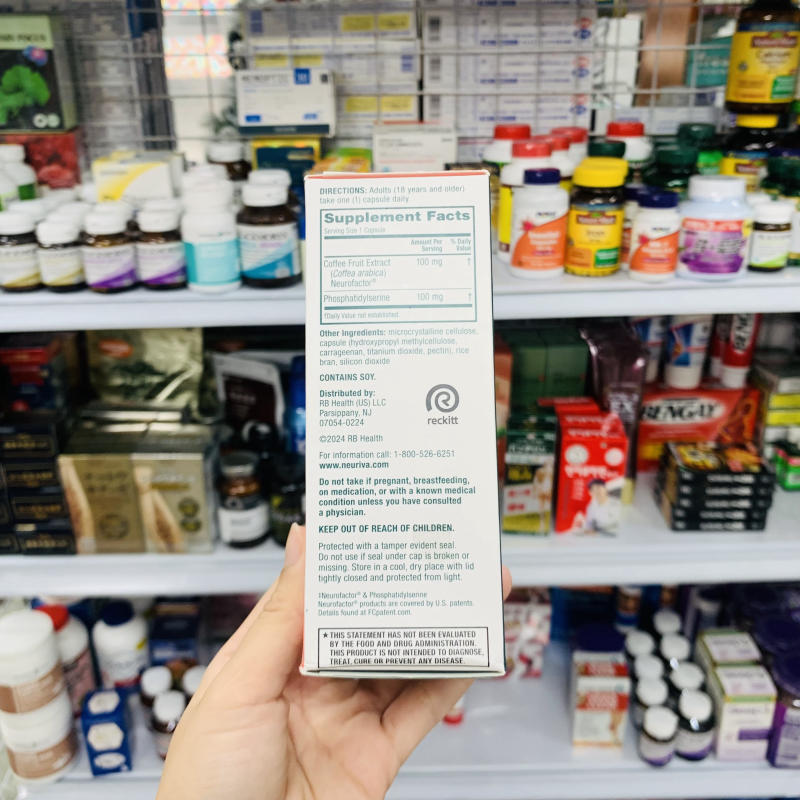 DIRECTIONS: Adults (18 years and older)
take one (1) capsule daily.
Supplement Facts
Serving Size 1 Capsule
Amount Per Serving
% Daily Value
Coffee Fruit Extract 100 mg †
(Coffea arabica)
Neurofactor®
Phosphatidylserine 100 mg †
†Daily Value not established.
Other Ingredients: microcrystalline cellulose,
capsule (hydroxypropyl methylcellulose,
carrageenan, titanium dioxide, pectin), rice
bran, silicon dioxide
CONTAINS SOY.
Distributed by:
RB Health (US) LLC
Parsippany, NJ
07054-0224
reckitt
©2024 RB Health
For information call: 1-800-526-6251
www.neuriva.com
Do not take if pregnant, breastfeeding,
on medication, or with a known medical
condition unless you have consulted
a physician.
KEEP OUT OF REACH OF CHILDREN.
Protected with a tamper evident seal.
Do not use if seal under cap is broken or
missing. Store in a cool, dry place with lid
tightly closed and protected from light.
‡Neurofactor® & Phosphatidylserine
Neurofactor® products are covered by U.S. patents.
Details found at FCpatent.com.
★THIS STATEMENT HAS NOT BEEN EVALUATED
BY THE FOOD AND DRUG ADMINISTRATION.
THIS PRODUCT IS NOT INTENDED TO DIAGNOSE,
TREAT, CURE OR PREVENT ANY DISEASE.
BENGAY